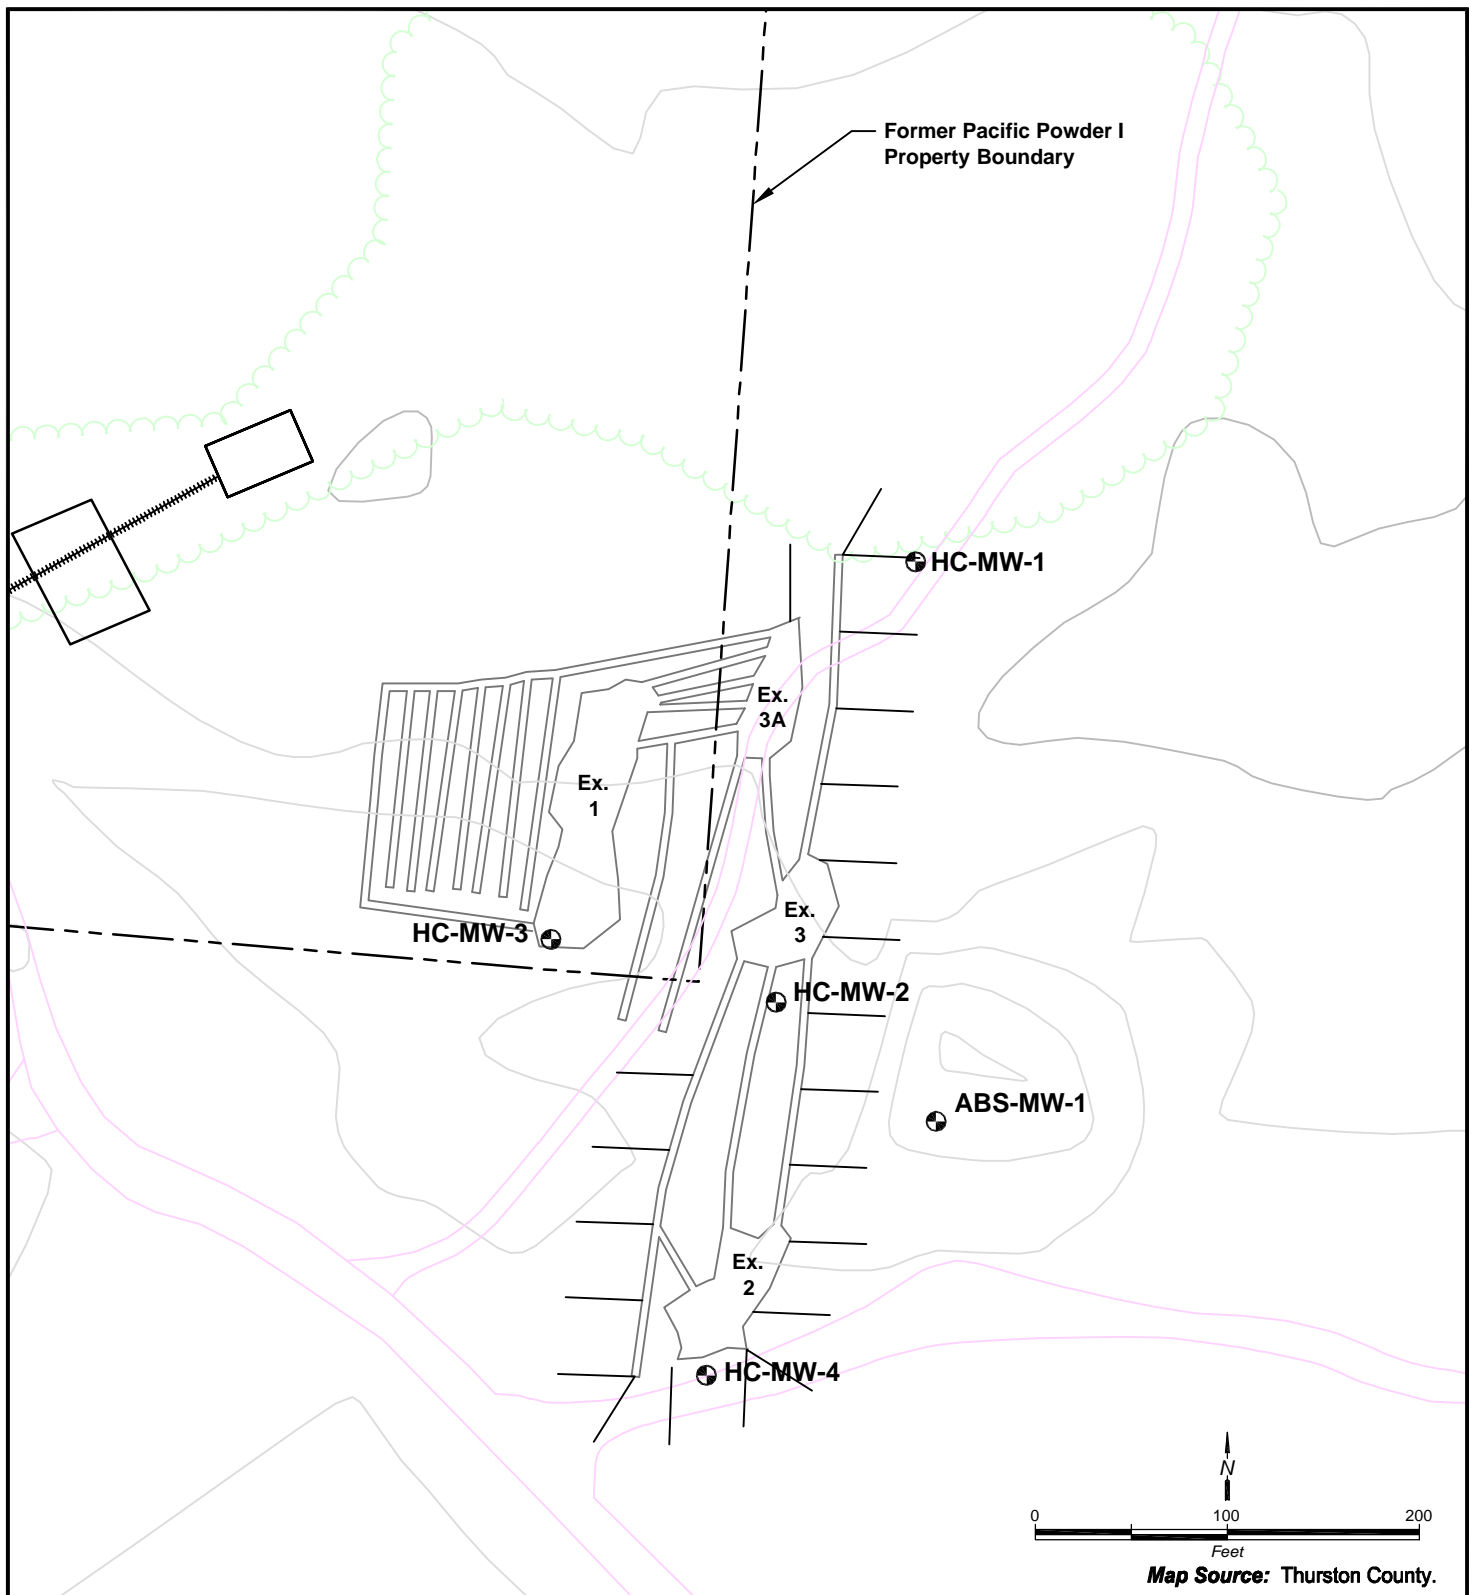 Former Pacific Powder I
Property Boundary
HC-MW-1
Ex.
3A
Ex.
1
Ex.
3
HC-MW-3
HC-MW-2
ABS-MW-1
Ex.
2
HC-MW-4
N
0 100 200
Feet
Map Source: Thurston County.